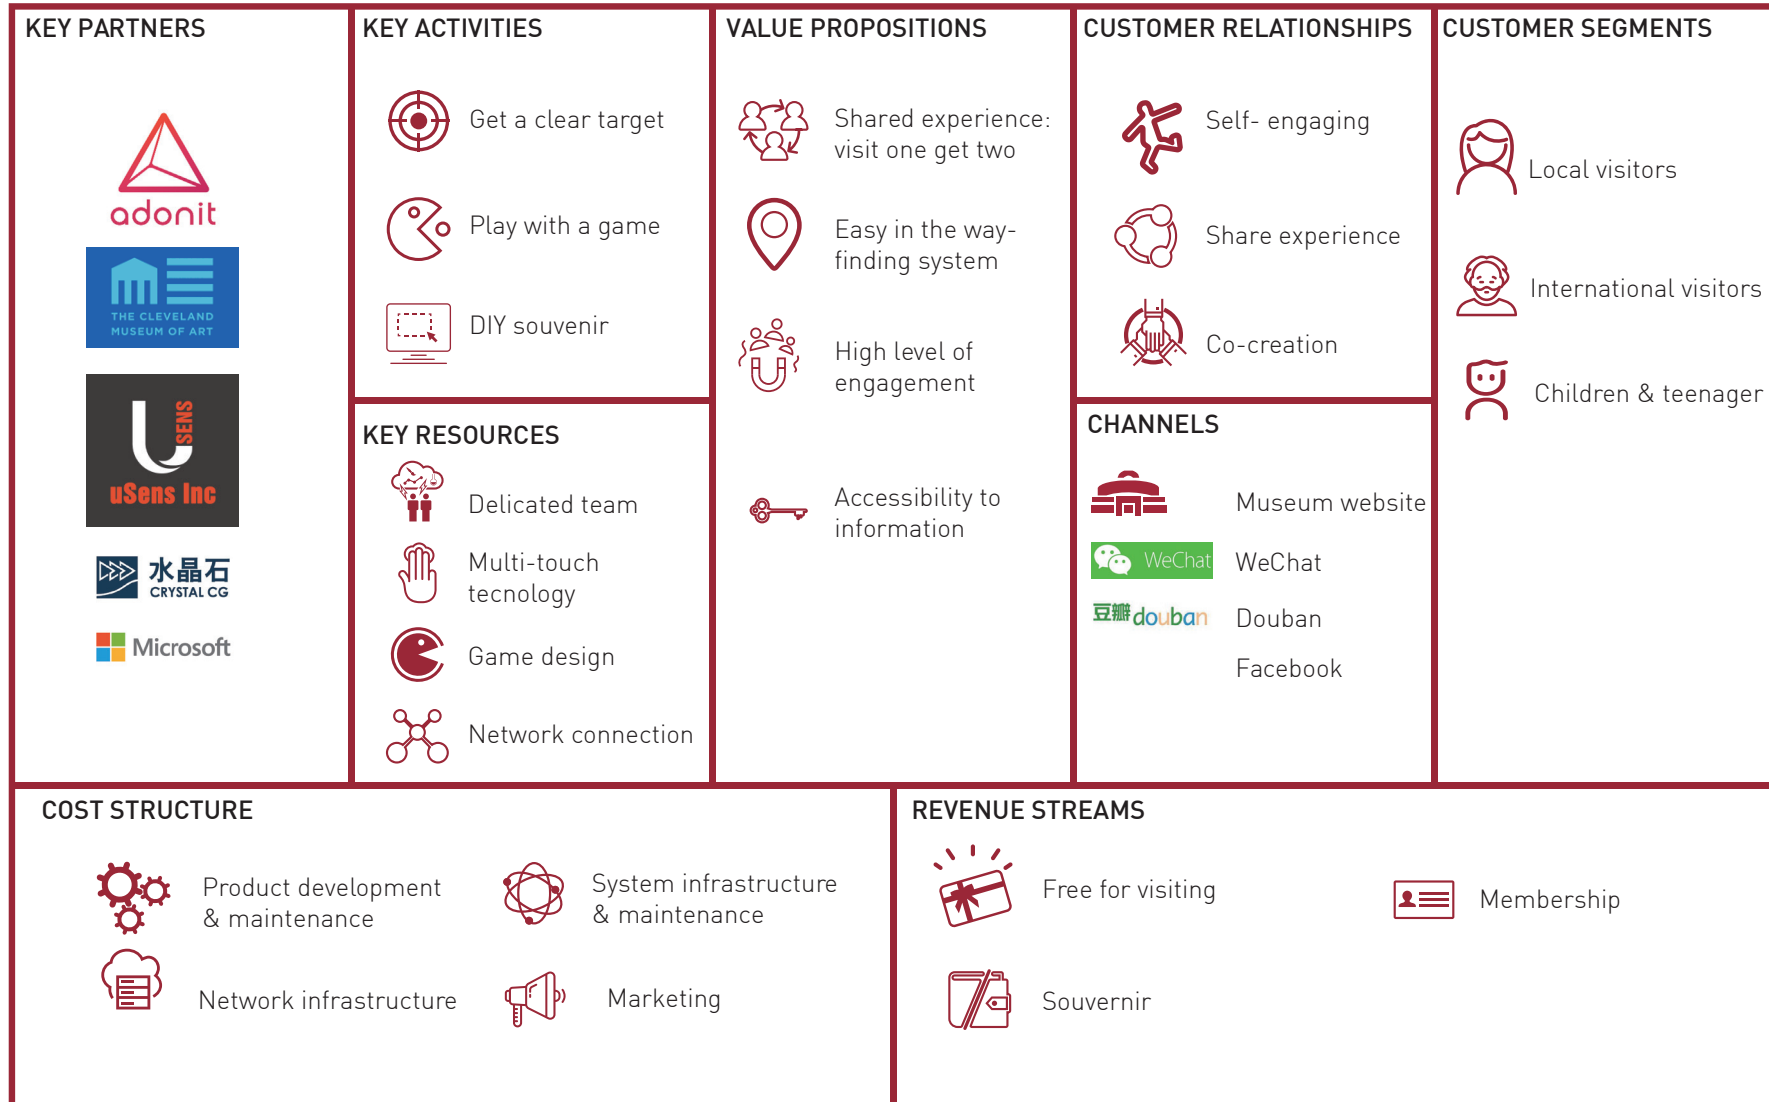 KEY PARTNERS
adonit
THE CLEVELAND
MUSEUM OF ART
U SENS
uSens Inc
水晶石
CRYSTAL CG
Microsoft
KEY ACTIVITIES
Get a clear target
Play with a game
DIY souvenir
KEY RESOURCES
Delicated team
Multi-touch
tecnology
Game design
Network connection
VALUE PROPOSITIONS
Shared experience:
visit one get two
Easy in the way-
finding system
High level of
engagement
Accessibility to
information
CUSTOMER RELATIONSHIPS
Self- engaging
Share experience
Co-creation
CHANNELS
Museum website
WeChat
WeChat
豆瓣douban
Douban
Facebook
CUSTOMER SEGMENTS
Local visitors
International visitors
Children & teenager
COST STRUCTURE
Product development
& maintenance
System infrastructure
& maintenance
Network infrastructure
Marketing
REVENUE STREAMS
Free for visiting
Membership
Souvernir